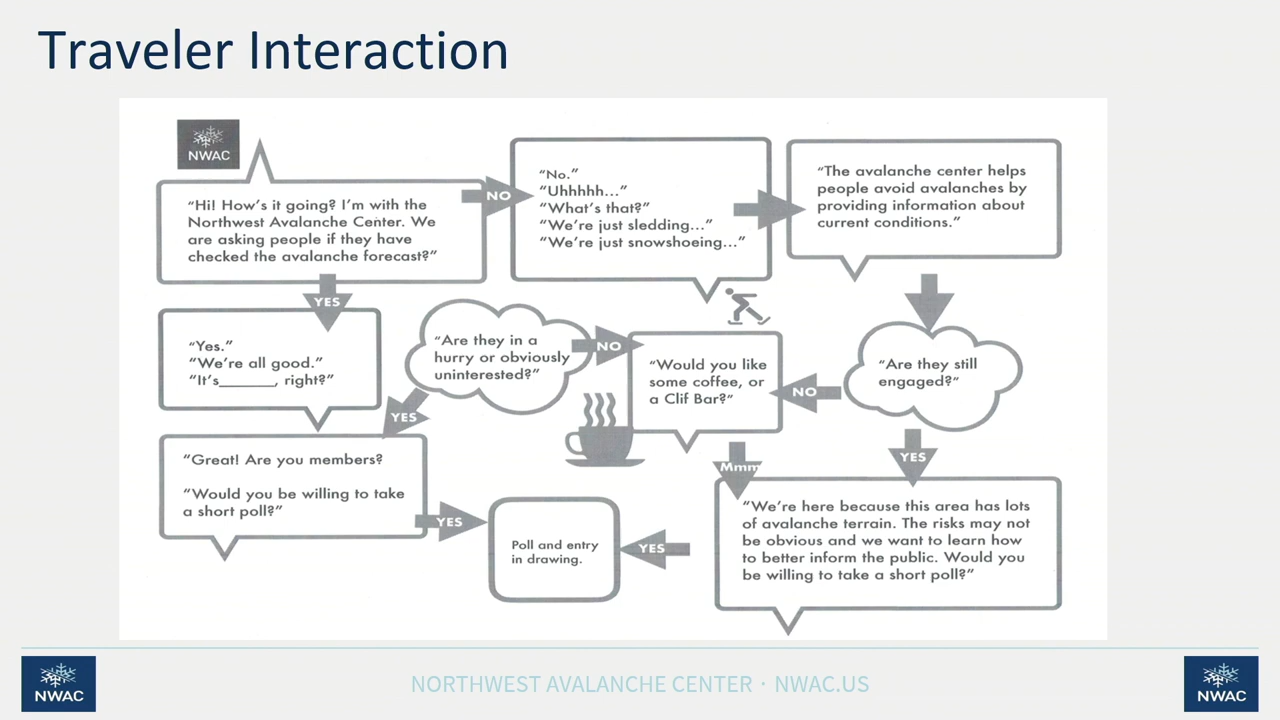 Traveler Interaction
NWAC
“Hi! How’s it going? I’m with the
Northwest Avalanche Center. We
are asking people if they have
checked the avalanche forecast?”
NO
“No.”
“Uhhhhh...”
“What’s that?”
“We’re just sledding...”
“We’re just snowshoeing...”
“The avalanche center helps
people avoid avalanches by
providing information about
current conditions.”
YES
“Yes.”
“We’re all good.”
“It’s______, right?”
“Are they in a
hurry or obviously
uninterested?”
NO
“Would you like
some coffee, or
a Clif Bar?”
NO
“Are they still
engaged?”
YES
“Great! Are you members?
“Would you be willing to take
a short poll?”
YES
Poll and entry
in drawing.
YES
Mmm
YES
“We’re here because this area has lots
of avalanche terrain. The risks may not
be obvious and we want to learn how
to better inform the public. Would you
be willing to take a short poll?”
NWAC
NORTHWEST AVALANCHE CENTER · NWAC.US
NWAC